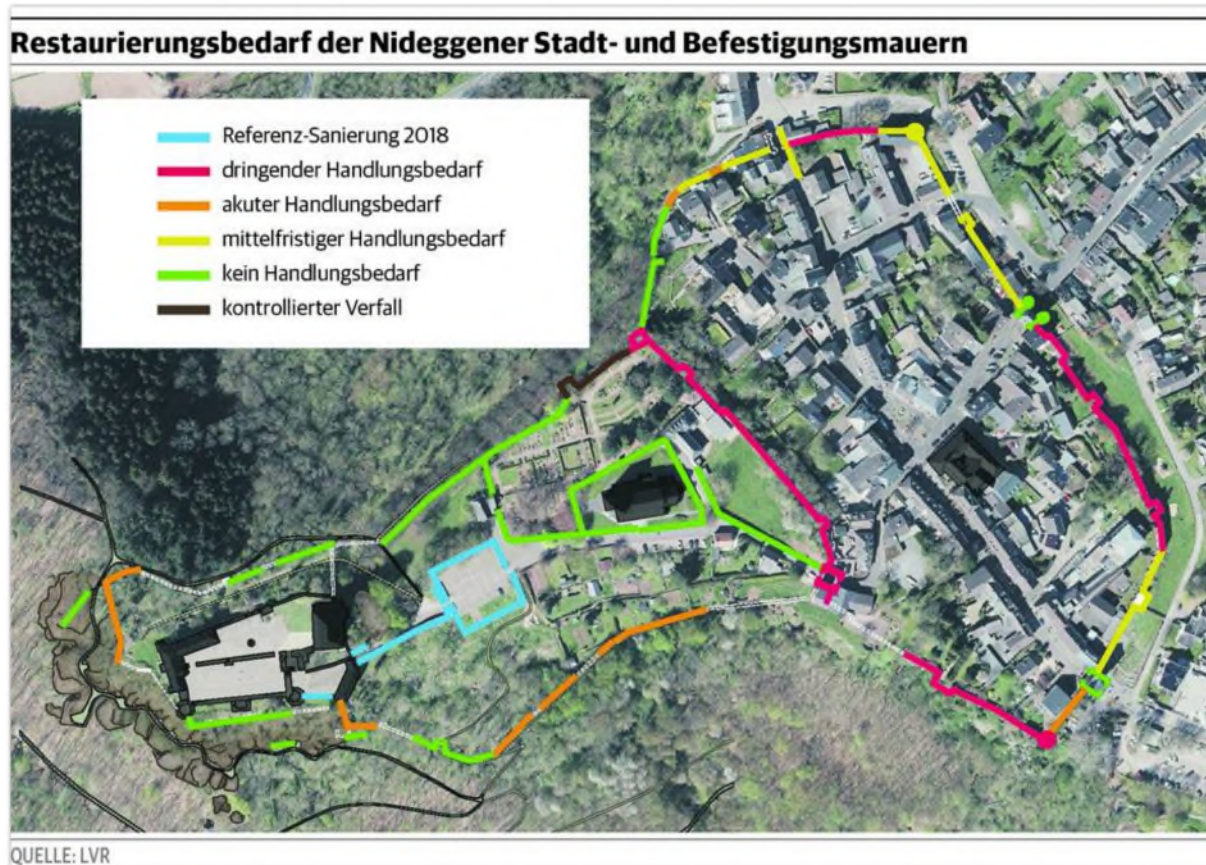 Restaurierungsbedarf der Nideggener Stadt- und Befestigungsmauern
Referenz-Sanierung 2018
dringender Handlungsbedarf
akuter Handlungsbedarf
mittelfristiger Handlungsbedarf
kein Handlungsbedarf
kontrollierter Verfall
QUELLE: LVR